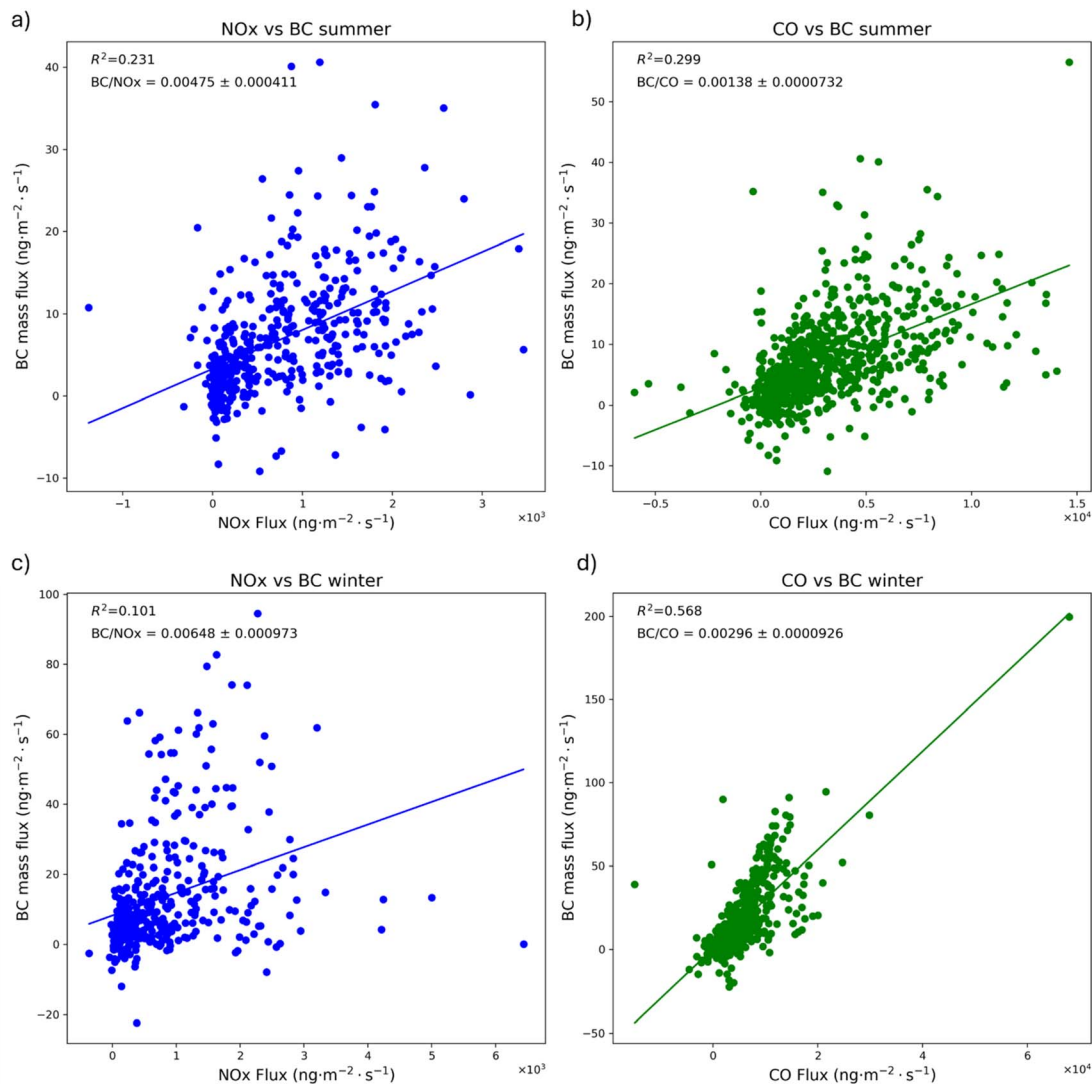 a)
NOx vs BC summer
R²=0.231
BC/NOx = 0.00475 ± 0.000411
40
30
20
10
0
−10
BC mass flux (ng·m⁻²·s⁻¹)
−1 0 1 2 3
×10³
NOx Flux (ng·m⁻²·s⁻¹)
b)
CO vs BC summer
R²=0.299
BC/CO = 0.00138 ± 0.0000732
50
40
30
20
10
0
−10
BC mass flux (ng·m⁻²·s⁻¹)
−0.5 0.0 0.5 1.0 1.5
×10⁴
CO Flux (ng·m⁻²·s⁻¹)
c)
NOx vs BC winter
R²=0.101
BC/NOx = 0.00648 ± 0.000973
100
80
60
40
20
0
−20
BC mass flux (ng·m⁻²·s⁻¹)
0 1 2 3 4 5 6
×10³
NOx Flux (ng·m⁻²·s⁻¹)
d)
CO vs BC winter
R²=0.568
BC/CO = 0.00296 ± 0.0000926
200
150
100
50
0
−50
BC mass flux (ng·m⁻²·s⁻¹)
0 2 4 6
×10⁴
CO Flux (ng·m⁻²·s⁻¹)